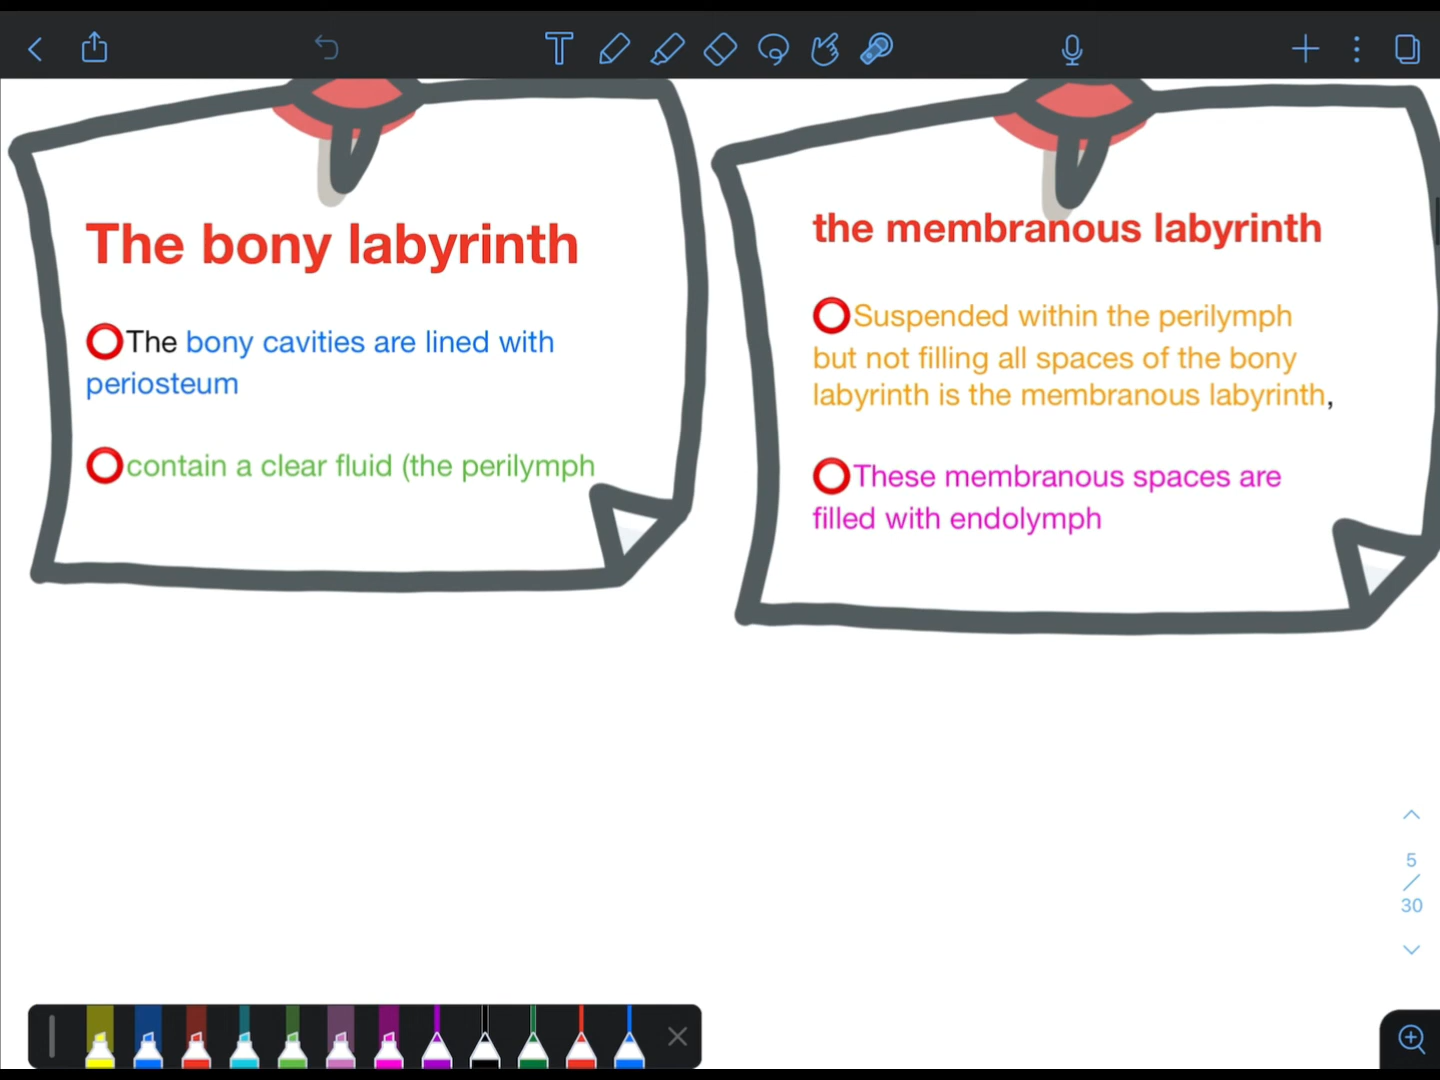 The bony labyrinth
The bony cavities are lined with
periosteum
contain a clear fluid (the perilymph
the membranous labyrinth
Suspended within the perilymph
but not filling all spaces of the bony
labyrinth is the membranous labyrinth,
These membranous spaces are
filled with endolymph
5
/
30